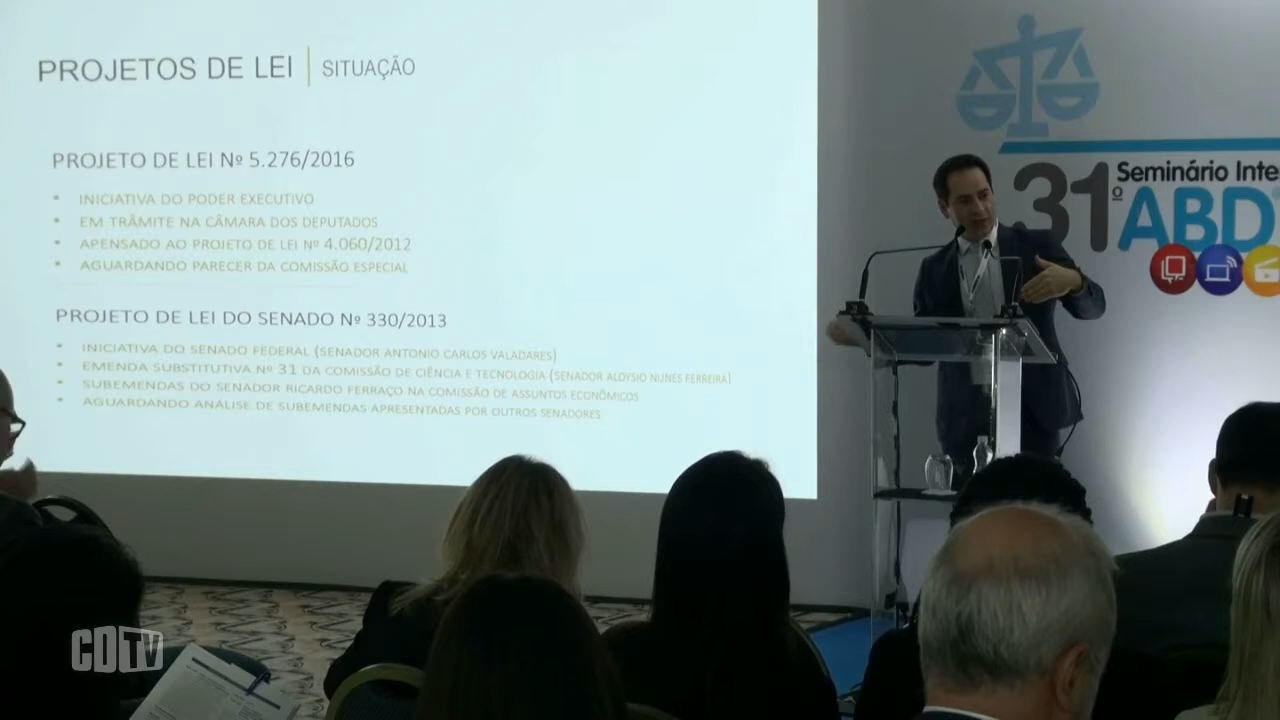 PROJETOS DE LEI | SITUAÇÃO
PROJETO DE LEI Nº 5.276/2016
• INICIATIVA DO PODER EXECUTIVO
• EM TRÂMITE NA CÂMARA DOS DEPUTADOS
• APENSADO AO PROJETO DE LEI Nº 4.060/2012
• AGUARDANDO PARECER DA COMISSÃO ESPECIAL
PROJETO DE LEI DO SENADO Nº 330/2013
• INICIATIVA DO SENADO FEDERAL (SENADOR ANTONIO CARLOS VALADARES)
• EMENDA SUBSTITUTIVA Nº 31 DA COMISSÃO DE CIÊNCIA E TECNOLOGIA (SENADOR ALOYSIO NUNES FERREIRA)
• SUBEMENDAS DO SENADOR RICARDO FERRAÇO NA COMISSÃO DE ASSUNTOS ECONÔMICOS
• AGUARDANDO ANÁLISE DE SUBEMENDAS APRESENTADAS POR OUTROS SENADORES
31º Seminário Inte
ABD
CDTV